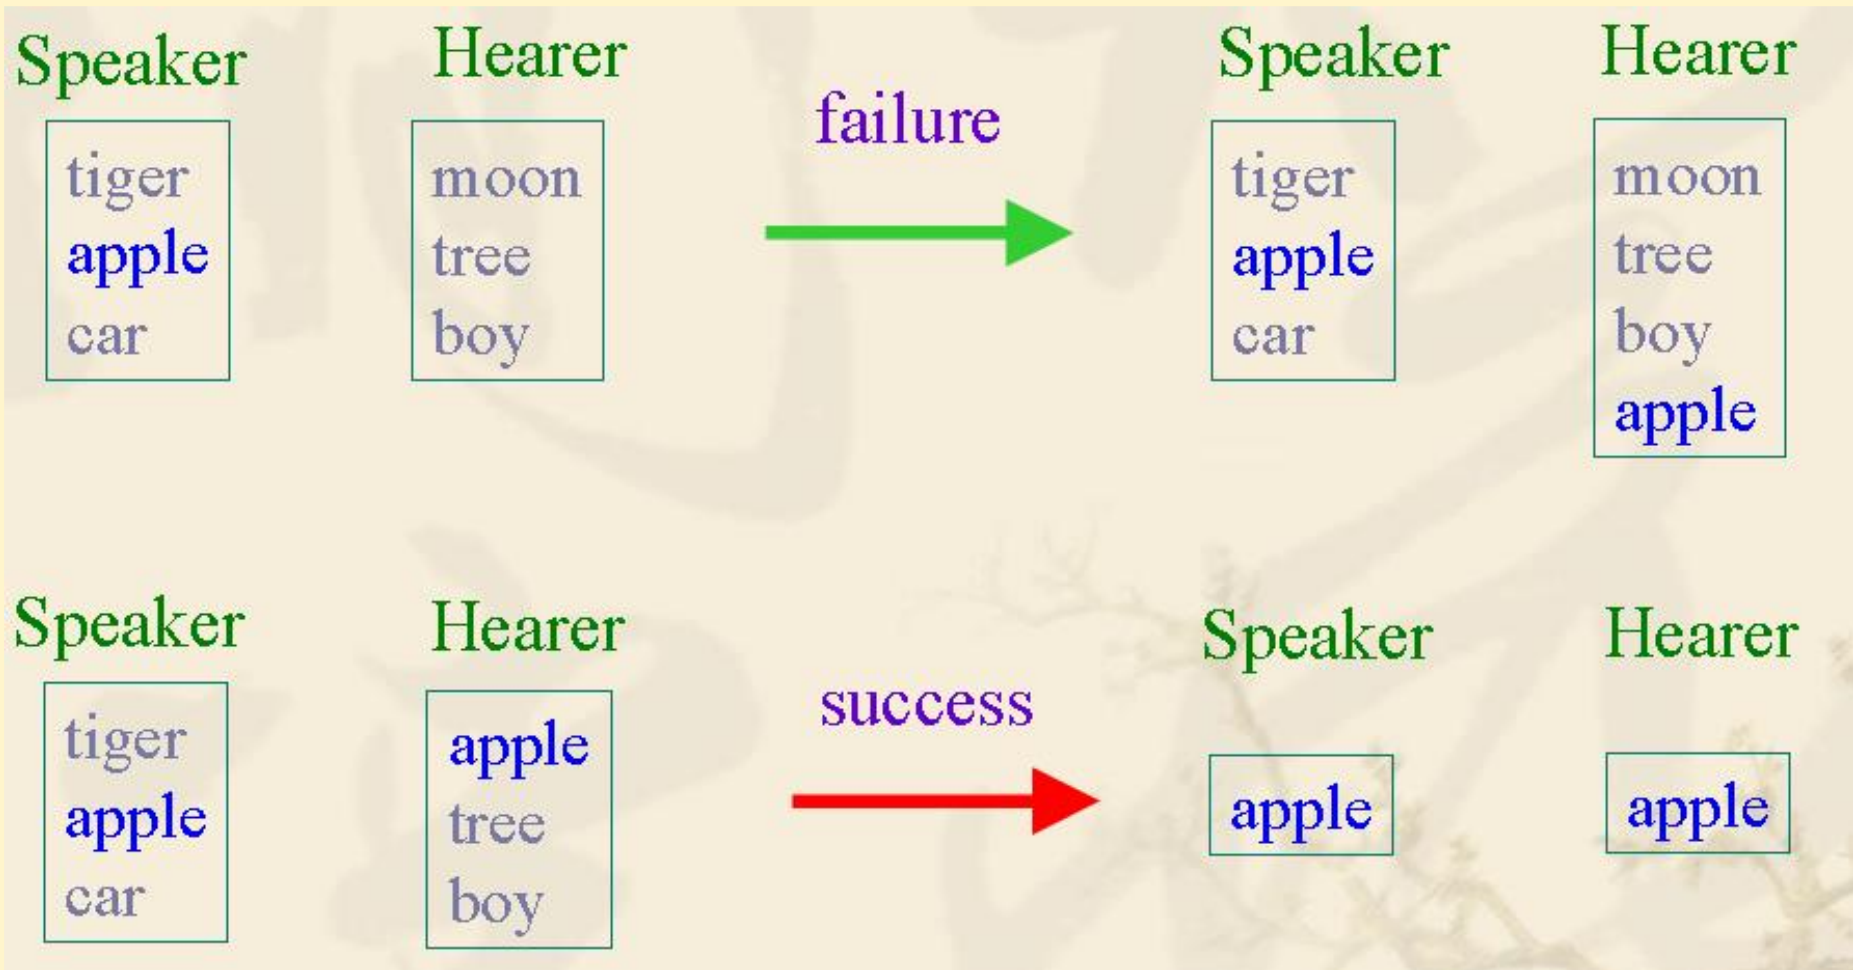 Speaker Hearer failure Speaker Hearer
tiger moon tiger moon
apple tree apple tree
car boy car boy
apple
Speaker Hearer success Speaker Hearer
tiger apple
apple tree apple apple
car boy